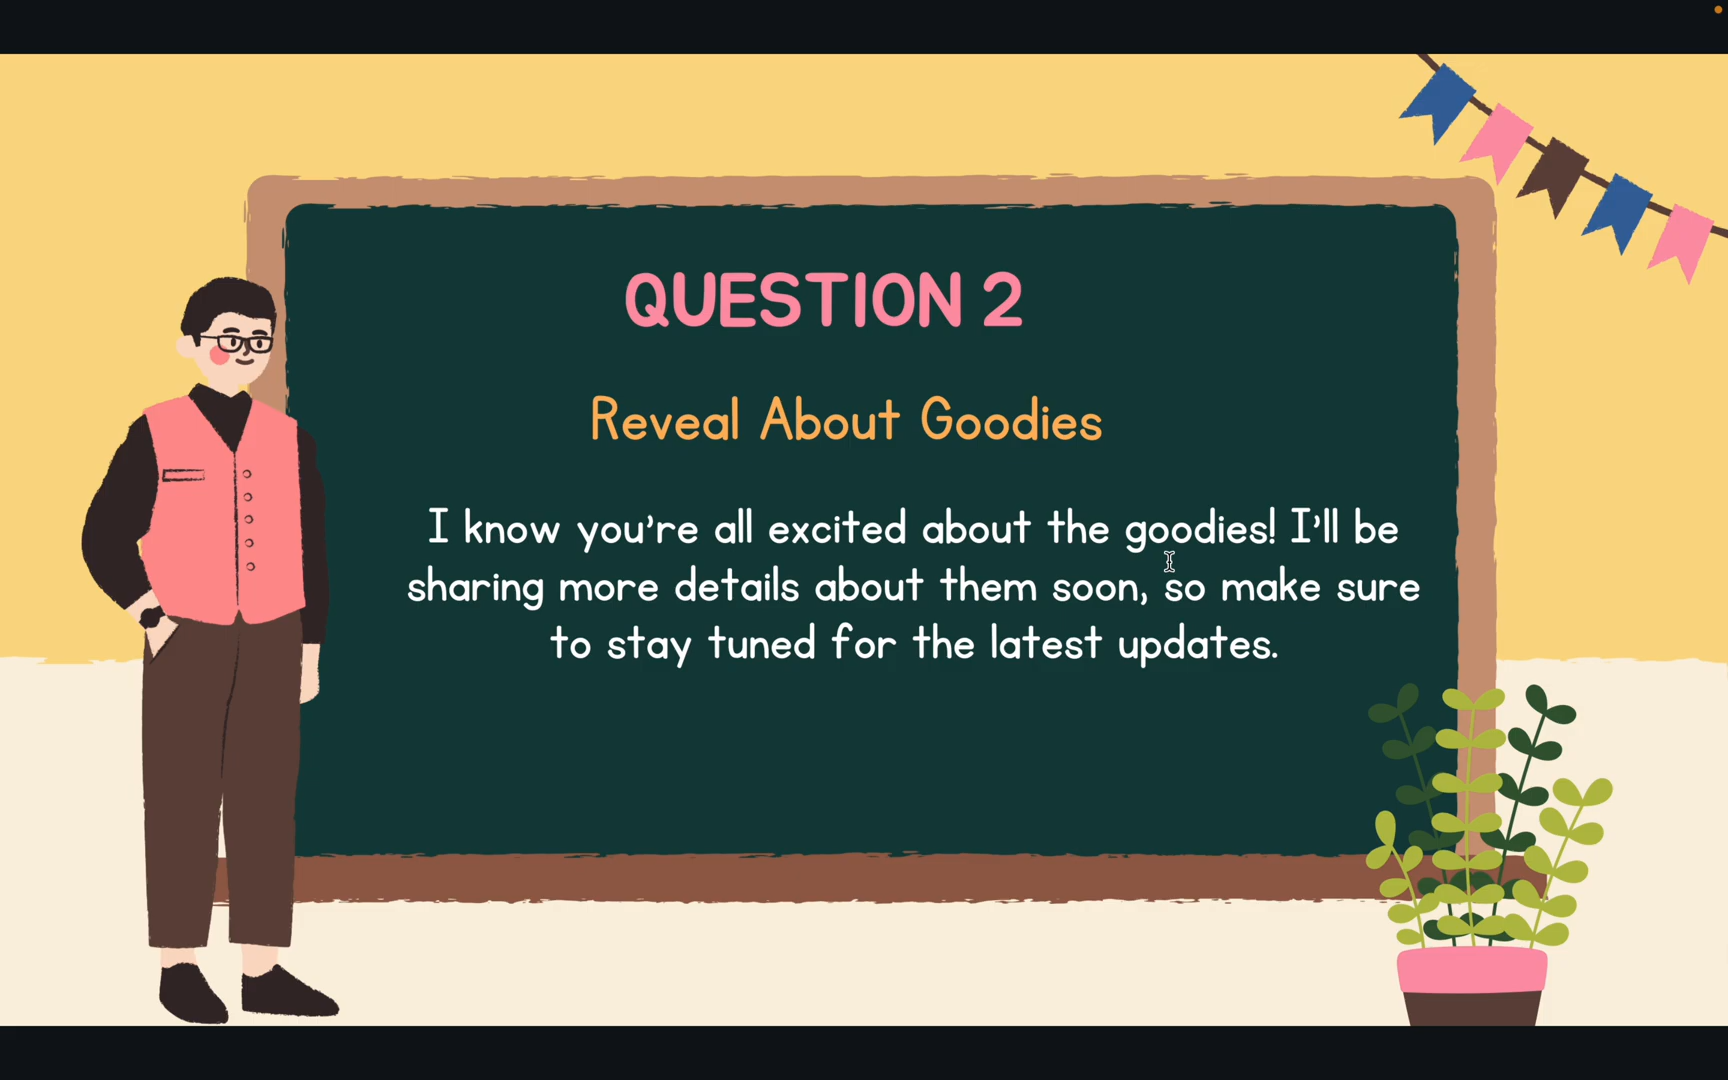 QUESTION 2
Reveal About Goodies
I know you're all excited about the goodies! I'll be
sharing more details about them soon, so make sure
to stay tuned for the latest updates.